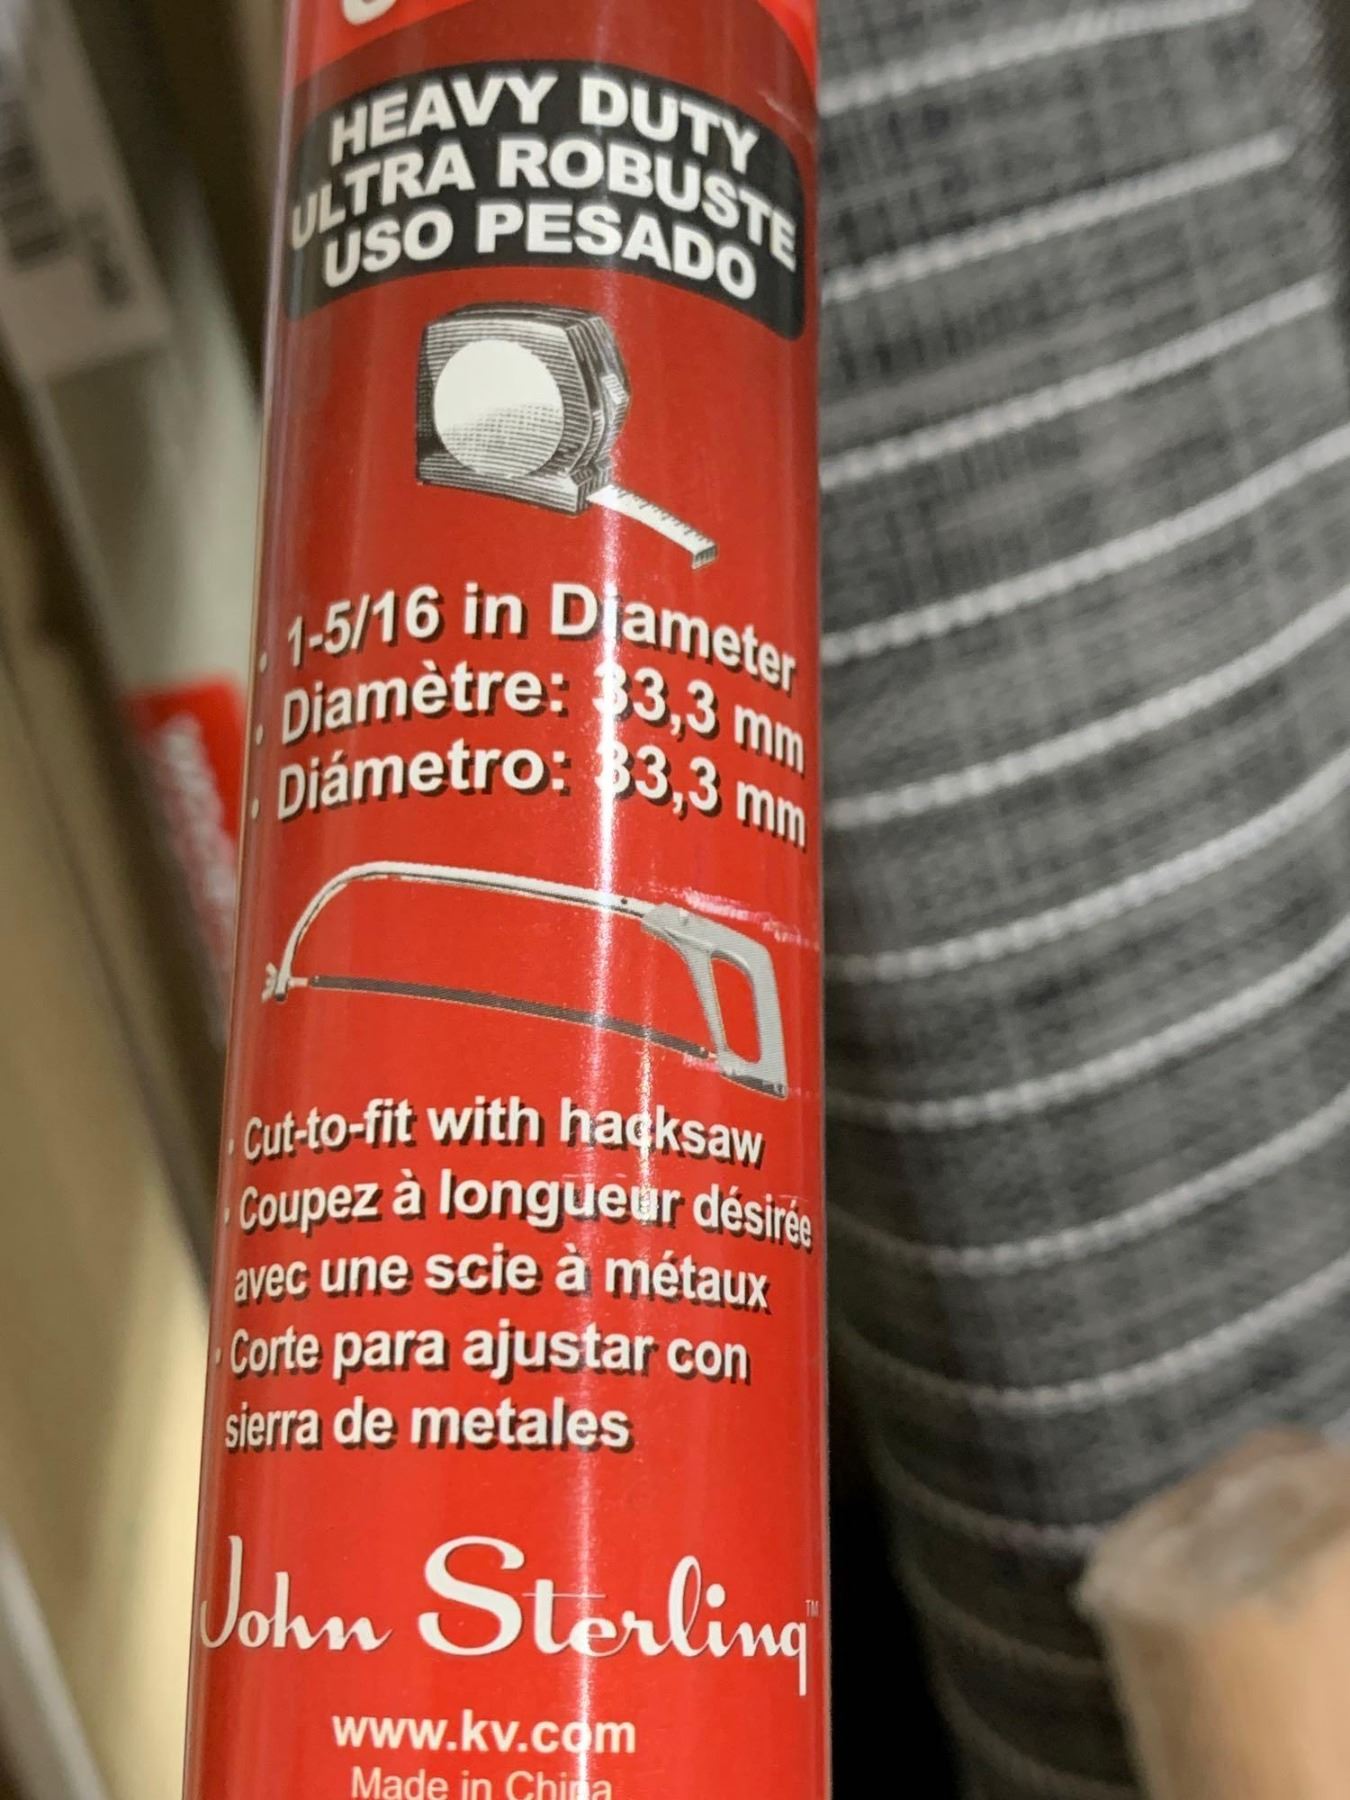 HEAVY DUTY
ULTRA ROBUSTE
USO PESADO
• 1-5/16 in Diameter
• Diamètre: 33,3 mm
• Diámetro: 33,3 mm
• Cut-to-fit with hacksaw
• Coupez à longueur désirée
avec une scie à métaux
• Corte para ajustar con
sierra de metales
John Sterling™
www.kv.com
Made in China